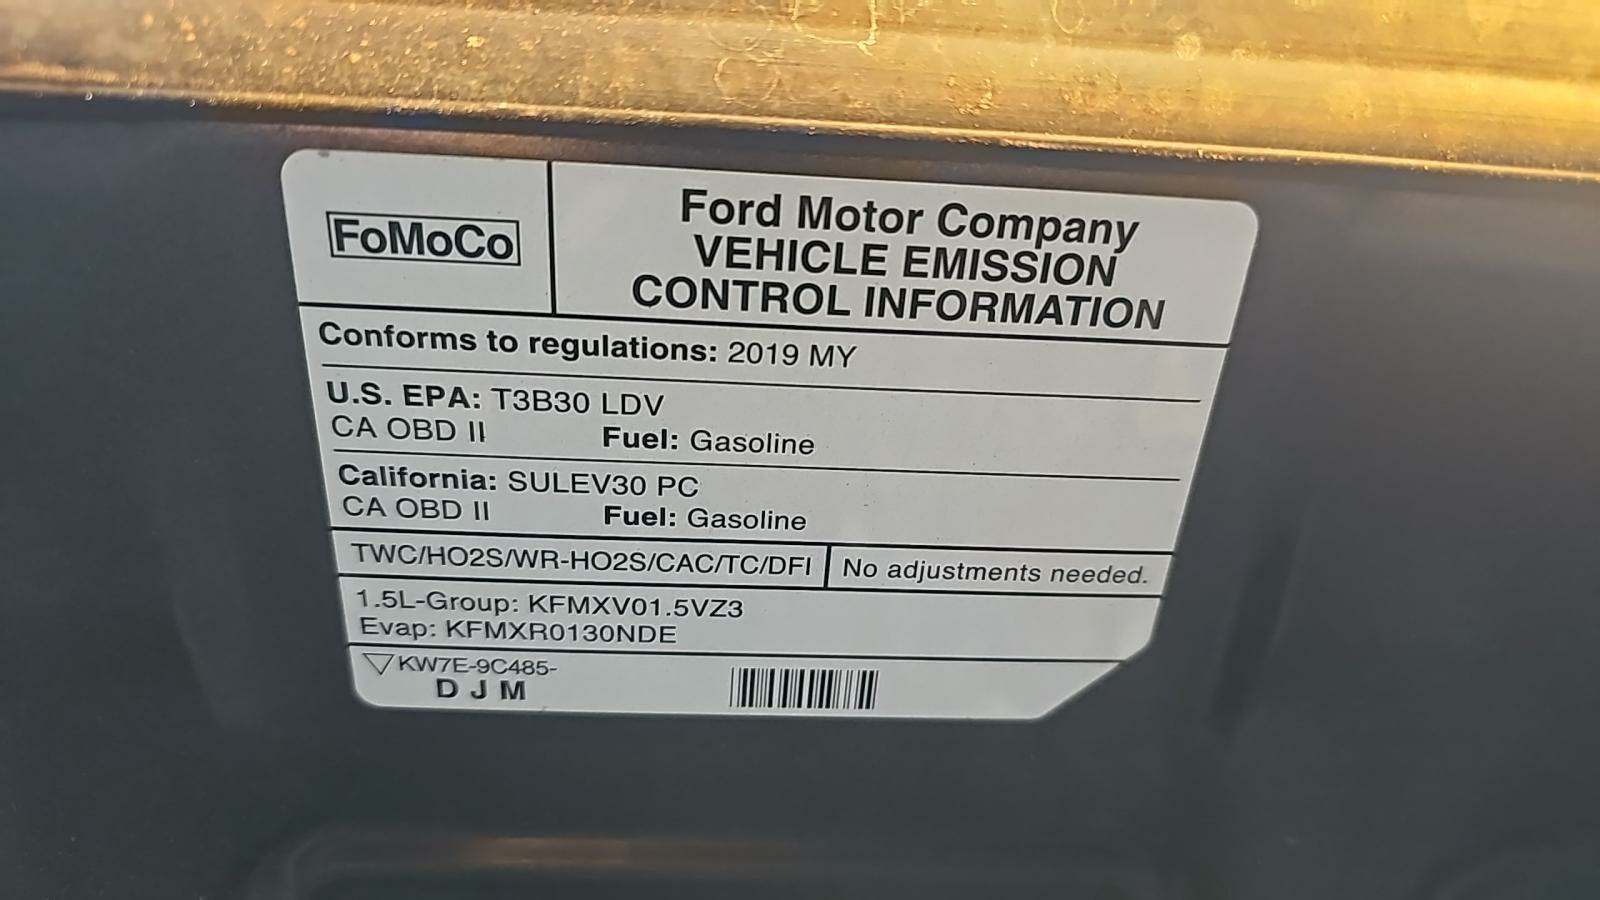 FoMoCo
Ford Motor Company
VEHICLE EMISSION
CONTROL INFORMATION
Conforms to regulations: 2019 MY
U.S. EPA: T3B30 LDV
CA OBD II Fuel: Gasoline
California: SULEV30 PC
CA OBD II Fuel: Gasoline
TWC/HO2S/WR-HO2S/CAC/TC/DFI No adjustments needed.
1.5L-Group: KFMXV01.5VZ3
Evap: KFMXR0130NDE
KW7E-9C485-
D J M